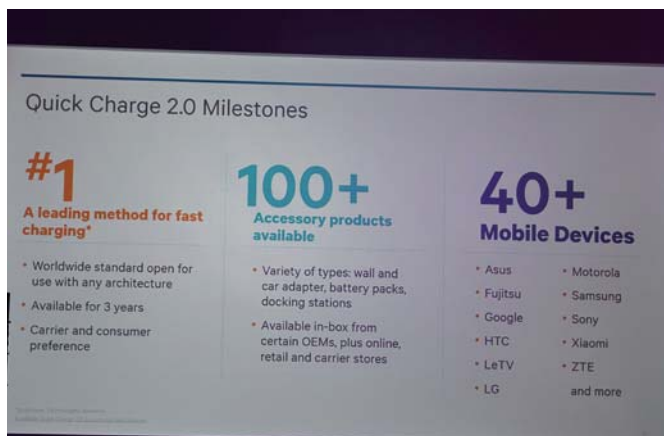 Quick Charge 2.0 Milestones
#1
A leading method for fast
charging*
• Worldwide standard open for
use with any architecture
• Available for 3 years
• Carrier and consumer
preference
100+
Accessory products
available
• Variety of types: wall and
car adapter, battery packs,
docking stations
• Available in-box from
certain OEMs, plus online,
retail and carrier stores
40+
Mobile Devices
• Asus
• Fujitsu
• Google
• HTC
• LeTV
• LG
• Motorola
• Samsung
• Sony
• Xiaomi
• ZTE
and more